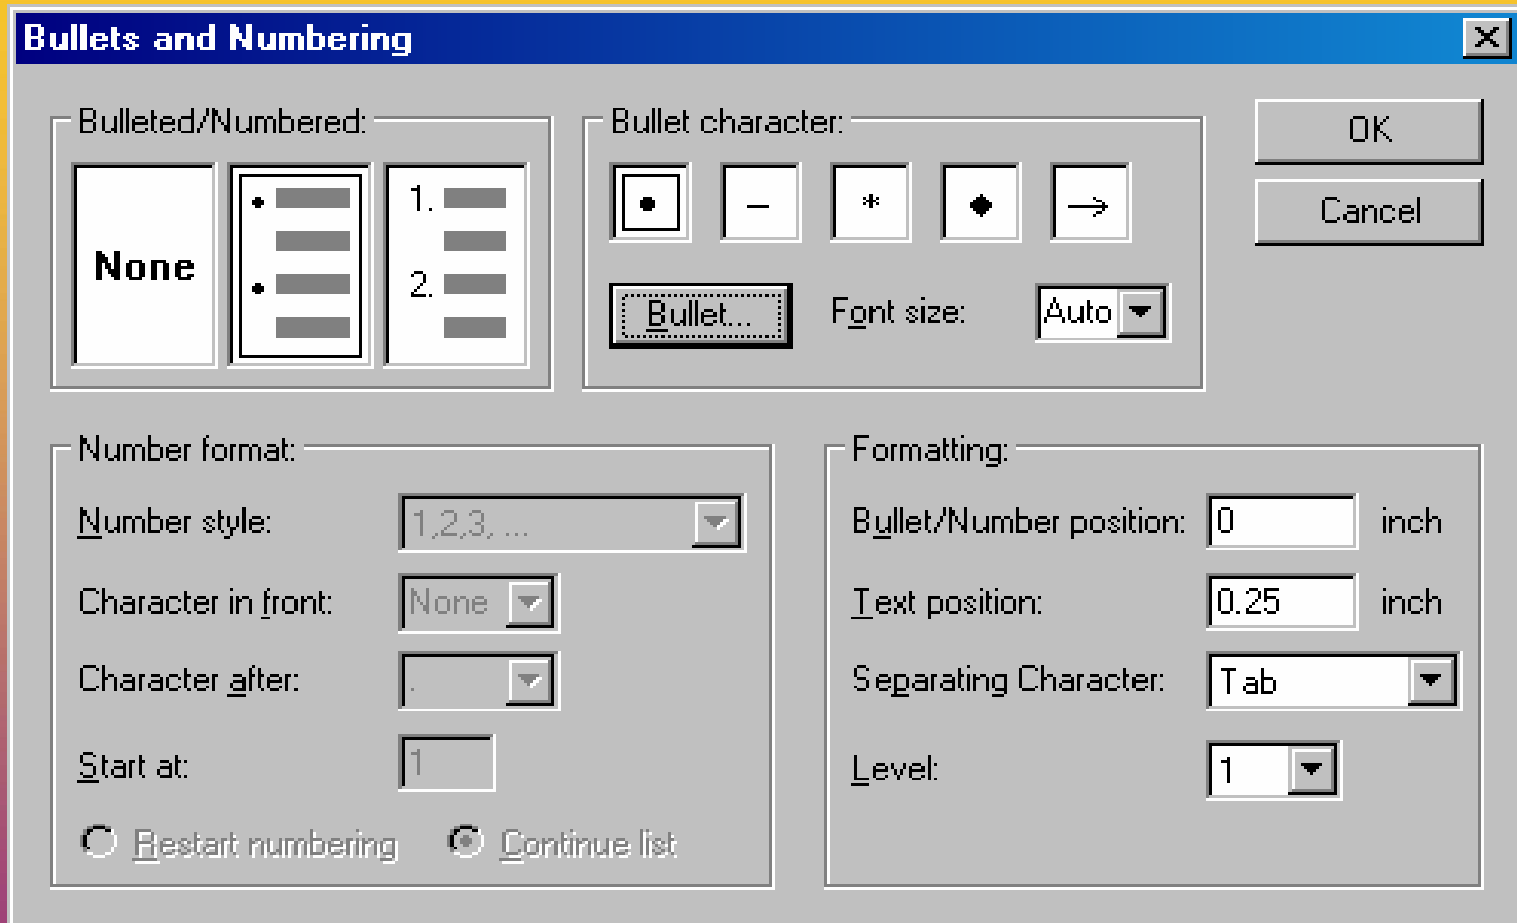 Bullets and Numbering
Bulleted/Numbered:
None
1.
2.
Bullet character:
•
–
*
◆
→
Bullet...
Font size:
Auto
OK
Cancel
Number format:
Number style:
1,2,3, ...
Character in front:
None
Character after:
.
Start at:
1
Restart numbering
Continue list
Formatting:
Bullet/Number position:
0
inch
Text position:
0.25
inch
Separating Character:
Tab
Level:
1